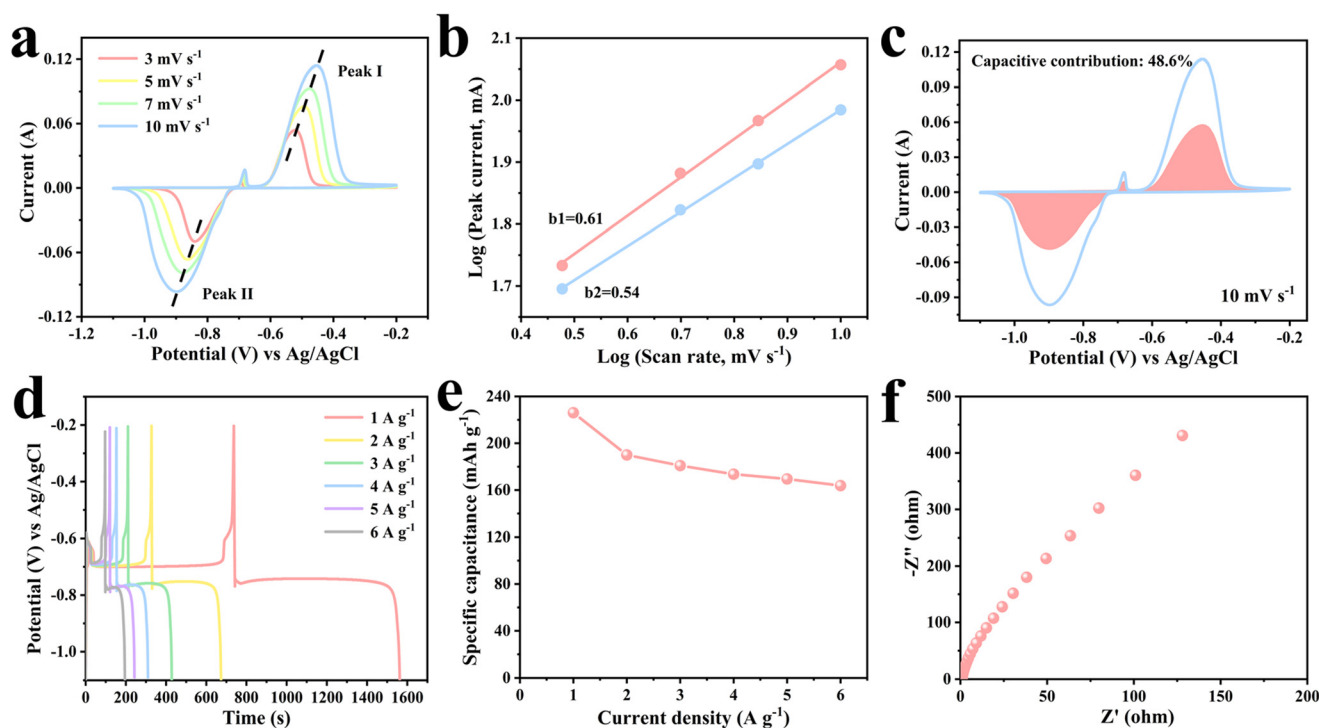 a
3 mV s⁻¹
5 mV s⁻¹
7 mV s⁻¹
10 mV s⁻¹
Peak I
Peak II
0.12
0.06
0.00
-0.06
-0.12
Current (A)
-1.2
-1.0
-0.8
-0.6
-0.4
-0.2
Potential (V) vs Ag/AgCl
b
2.1
2.0
1.9
1.8
1.7
Log (Peak current, mA)
b1=0.61
b2=0.54
0.4
0.5
0.6
0.7
0.8
0.9
1.0
Log (Scan rate, mV s⁻¹)
c
Capacitive contribution: 48.6%
0.12
0.09
0.06
0.03
0.00
-0.03
-0.06
-0.09
Current (A)
10 mV s⁻¹
-1.0
-0.8
-0.6
-0.4
-0.2
Potential (V) vs Ag/AgCl
d
1 A g⁻¹
2 A g⁻¹
3 A g⁻¹
4 A g⁻¹
5 A g⁻¹
6 A g⁻¹
-0.2
-0.4
-0.6
-0.8
-1.0
Potential (V) vs Ag/AgCl
0
200
400
600
800
1000
1200
1400
1600
Time (s)
e
240
200
160
120
80
40
0
Specific capacitance (mAh g⁻¹)
1
2
3
4
5
6
Current density (A g⁻¹)
f
500
400
300
200
100
0
-Z'' (ohm)
0
50
100
150
200
Z' (ohm)